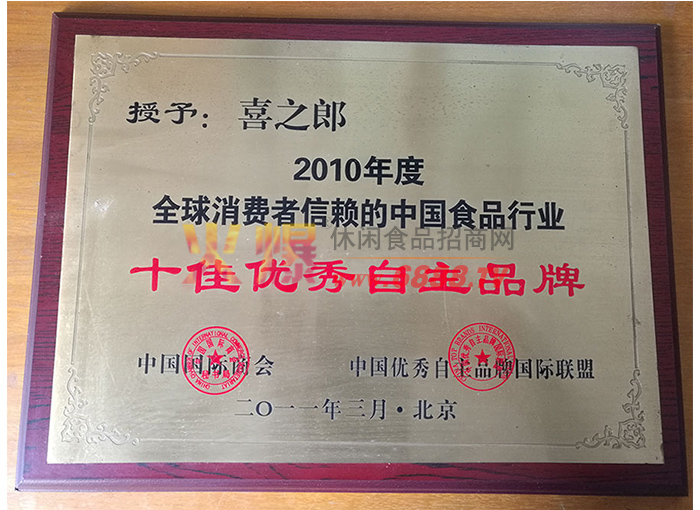 授予：喜之郎
2010年度
全球消费者信赖的中国食品行业
火爆 休闲食品招商网
十佳优秀自主品牌
中国国际商会 中国优秀自主品牌国际联盟
二〇一一年三月·北京